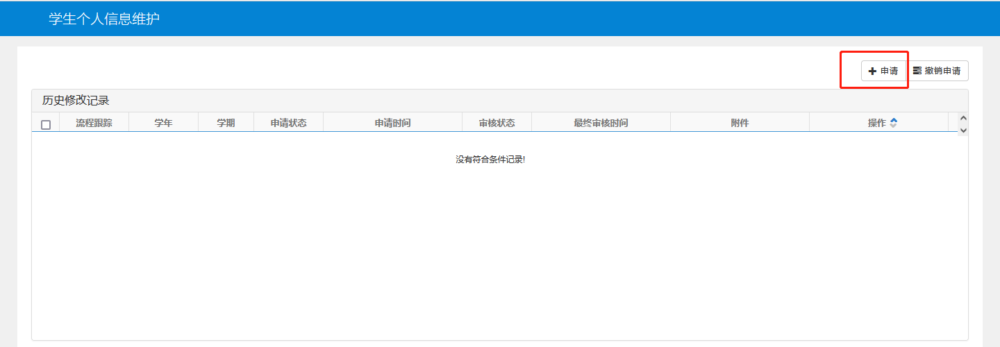 学生个人信息维护
申请 撤销申请
历史修改记录
流程跟踪 学年 学期 申请状态 申请时间 审核状态 最终审核时间 附件 操作
没有符合条件记录!